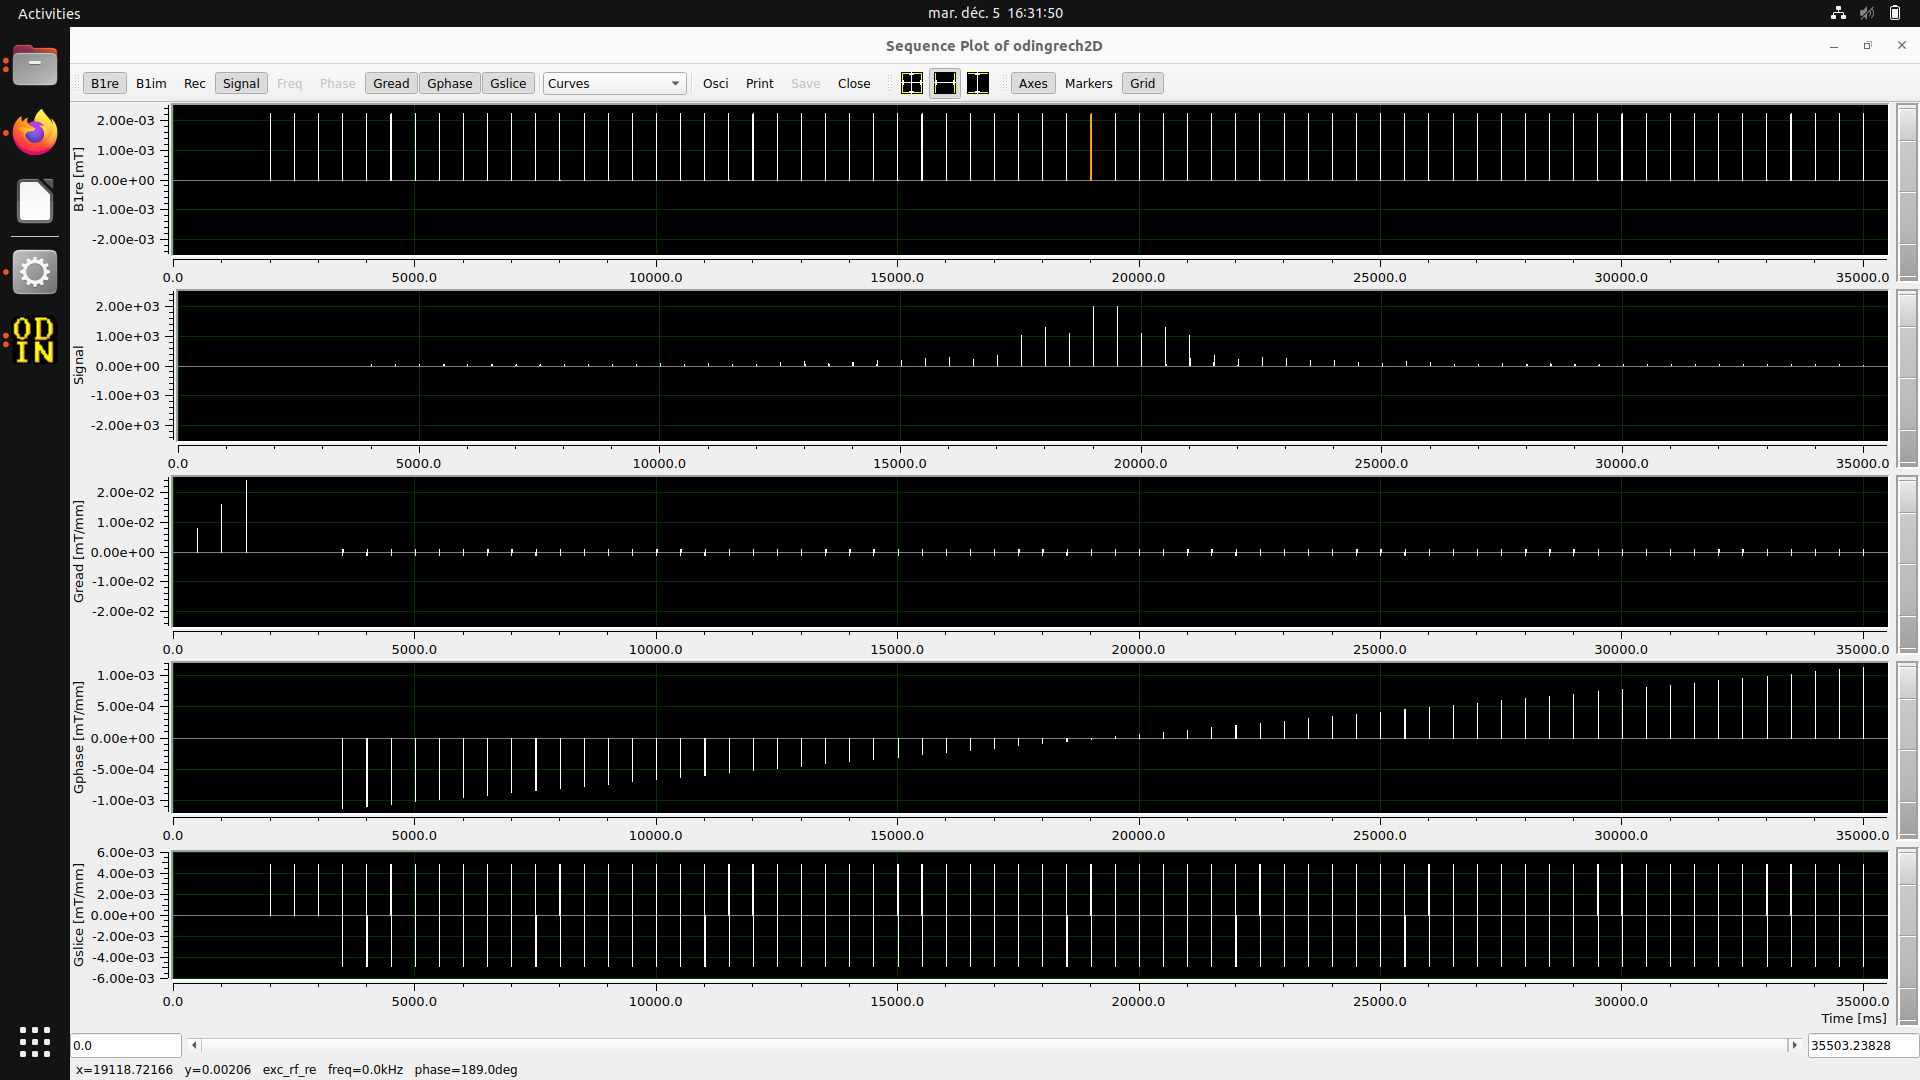 Activities
mar. déc. 5 16:31:50
Sequence Plot of odingrech2D
B1re B1im Rec Signal Freq Phase Gread Gphase Gslice Curves Osci Print Save Close Axes Markers Grid
B1re [mT]
2.00e-03
1.00e-03
0.00e+00
-1.00e-03
-2.00e-03
0.0 5000.0 10000.0 15000.0 20000.0 25000.0 30000.0 35000.0
Signal
2.00e+03
1.00e+03
0.00e+00
-1.00e+03
-2.00e+03
0.0 5000.0 10000.0 15000.0 20000.0 25000.0 30000.0 35000.0
Gread [mT/mm]
2.00e-02
1.00e-02
0.00e+00
-1.00e-02
-2.00e-02
0.0 5000.0 10000.0 15000.0 20000.0 25000.0 30000.0 35000.0
Gphase [mT/mm]
1.00e-03
5.00e-04
0.00e+00
-5.00e-04
-1.00e-03
0.0 5000.0 10000.0 15000.0 20000.0 25000.0 30000.0 35000.0
Gslice [mT/mm]
6.00e-03
4.00e-03
2.00e-03
0.00e+00
-2.00e-03
-4.00e-03
-6.00e-03
0.0 5000.0 10000.0 15000.0 20000.0 25000.0 30000.0 35000.0
Time [ms]
0.0 35503.23828
x=19118.72166 y=0.00206 exc_rf_re freq=0.0kHz phase=189.0deg
OD
IN